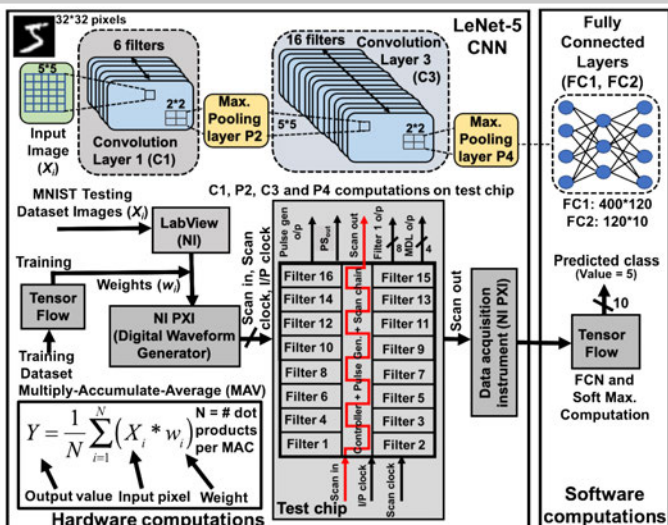 32*32 pixels
LeNet-5
CNN
6 filters
16 filters
Convolution
Layer 3
(C3)
5*5
2*2
Max.
Pooling
layer P2
5*5
2*2
Max.
Pooling
layer P4
Input
Image
(Xi)
Convolution
Layer 1 (C1)
Fully
Connected
Layers
(FC1, FC2)
FC1: 400*120
FC2: 120*10
C1, P2, C3 and P4 computations on test chip
MNIST Testing
Dataset Images (Xi)
LabView
(NI)
Training
Weights (wi)
Tensor
Flow
Training
Dataset
NI PXI
(Digital Waveform
Generator)
Scan in, Scan
clock, I/P clock
Pulse gen
o/p
PSout
Scan out
Filter 1 o/p
8
MDL o/p
4
Filter 16
Filter 15
Filter 14
Filter 13
Filter 12
Filter 11
Filter 10
Filter 9
Filter 8
Filter 7
Filter 6
Filter 5
Filter 4
Filter 3
Filter 1
Filter 2
Controller + Pulse Gen. + Scan chain
Scan in
I/P clock
Scan clock
Test chip
Scan out
Data acquisition
instrument (NI PXI)
Predicted class
(Value = 5)
10
Tensor
Flow
FCN and
Soft Max.
Computation
Multiply-Accumulate-Average (MAV)
Y = 1/N ∑ i=1 N (Xi * wi)
N = # dot
products
per MAC
Output value
Input pixel
Weight
Hardware computations
Software
computations